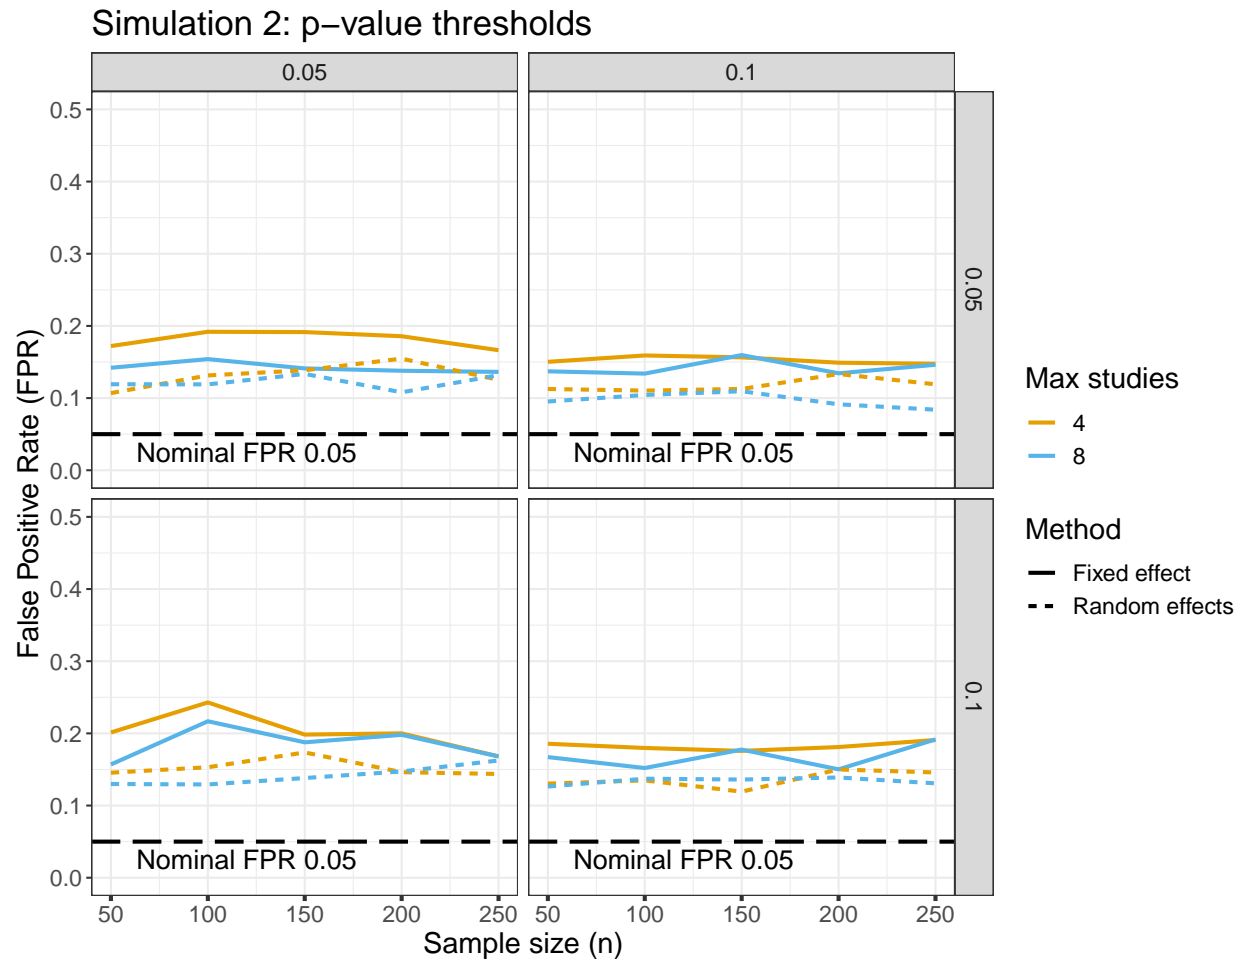 Simulation 2: p−value thresholds
0.05
0.1
0.5
0.4
0.3
0.2
0.1
0.0
Nominal FPR 0.05
Nominal FPR 0.05
0.05
0.5
0.4
0.3
0.2
0.1
0.0
Nominal FPR 0.05
Nominal FPR 0.05
0.1
50 100 150 200 250
50 100 150 200 250
Sample size (n)
False Positive Rate (FPR)
Max studies
4
8
Method
Fixed effect
Random effects